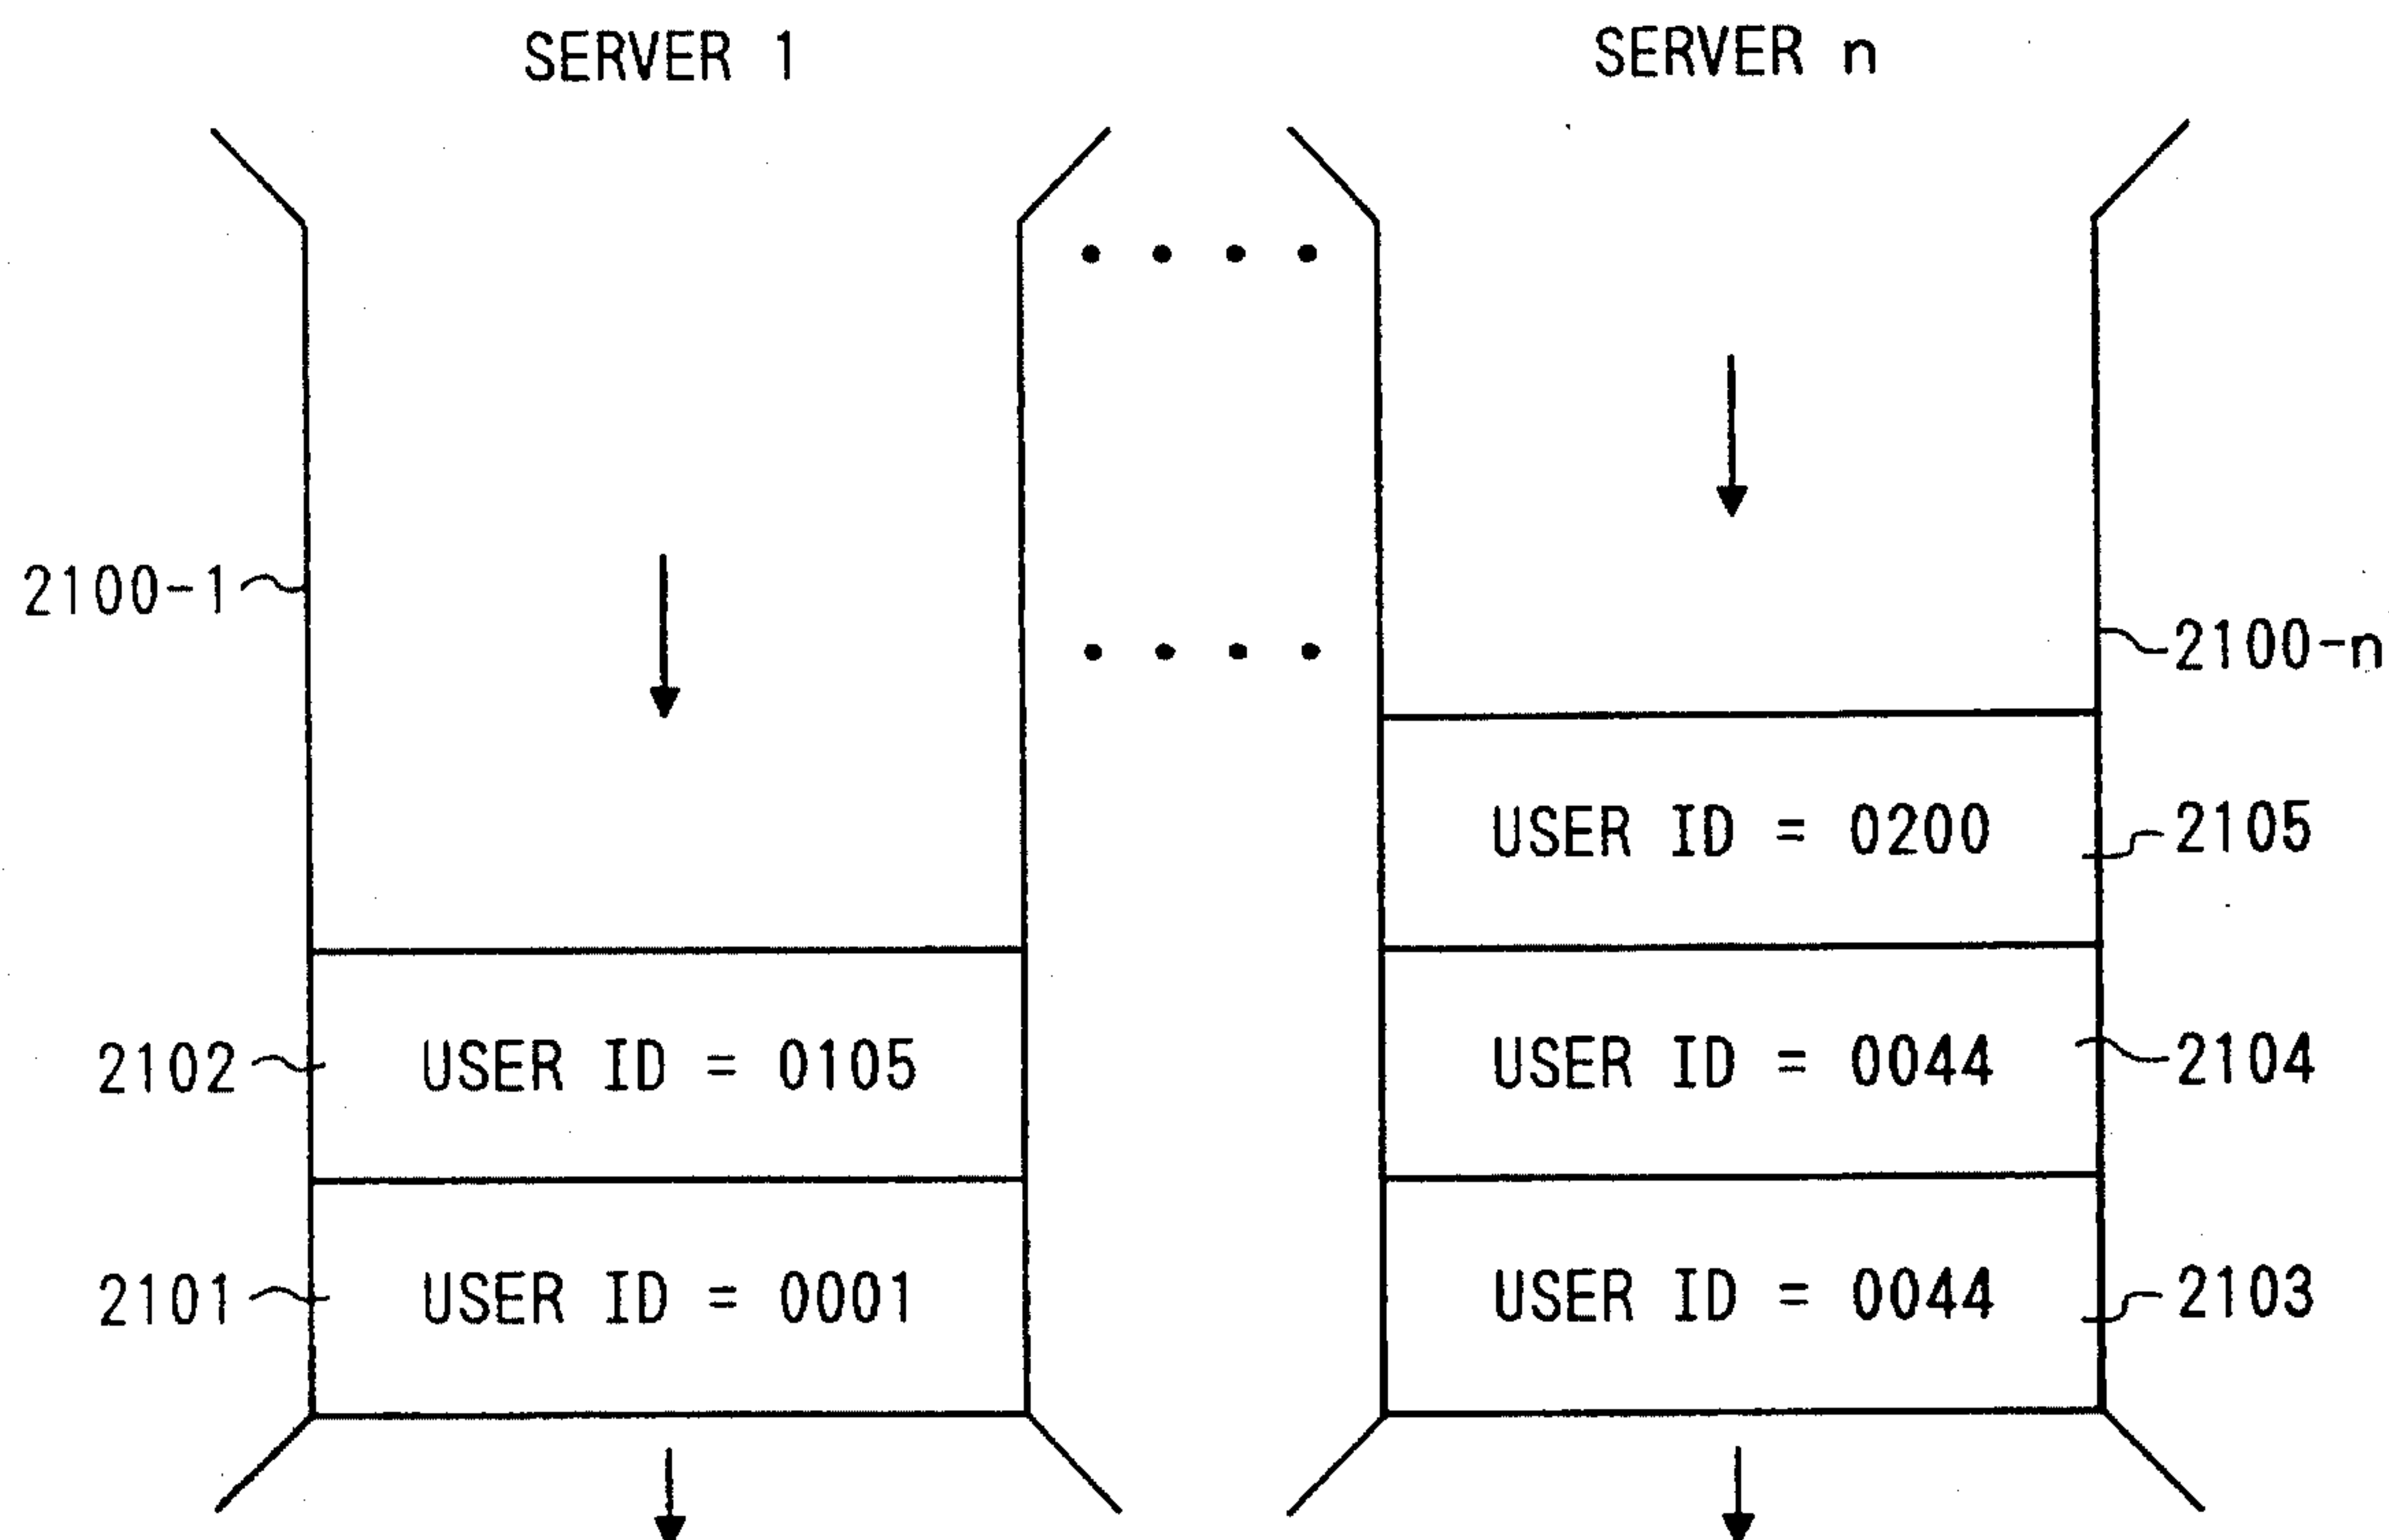 SERVER 1
SERVER n
2100-1
2100-n
USER ID = 0200
2105
2102
USER ID = 0105
USER ID = 0044
2104
2101
USER ID = 0001
USER ID = 0044
2103